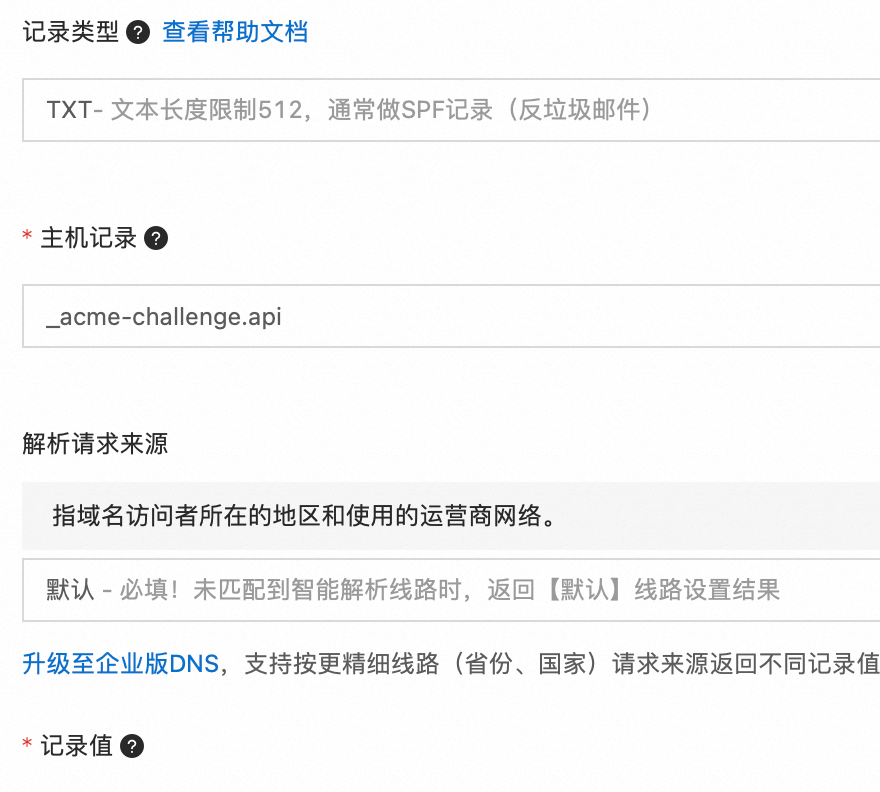 记录类型 ? 查看帮助文档
TXT- 文本长度限制512，通常做SPF记录（反垃圾邮件）
* 主机记录 ?
_acme-challenge.api
解析请求来源
指域名访问者所在的地区和使用的运营商网络。
默认 - 必填！未匹配到智能解析线路时，返回【默认】线路设置结果
升级至企业版DNS，支持按更精细线路（省份、国家）请求来源返回不同记录值
* 记录值 ?